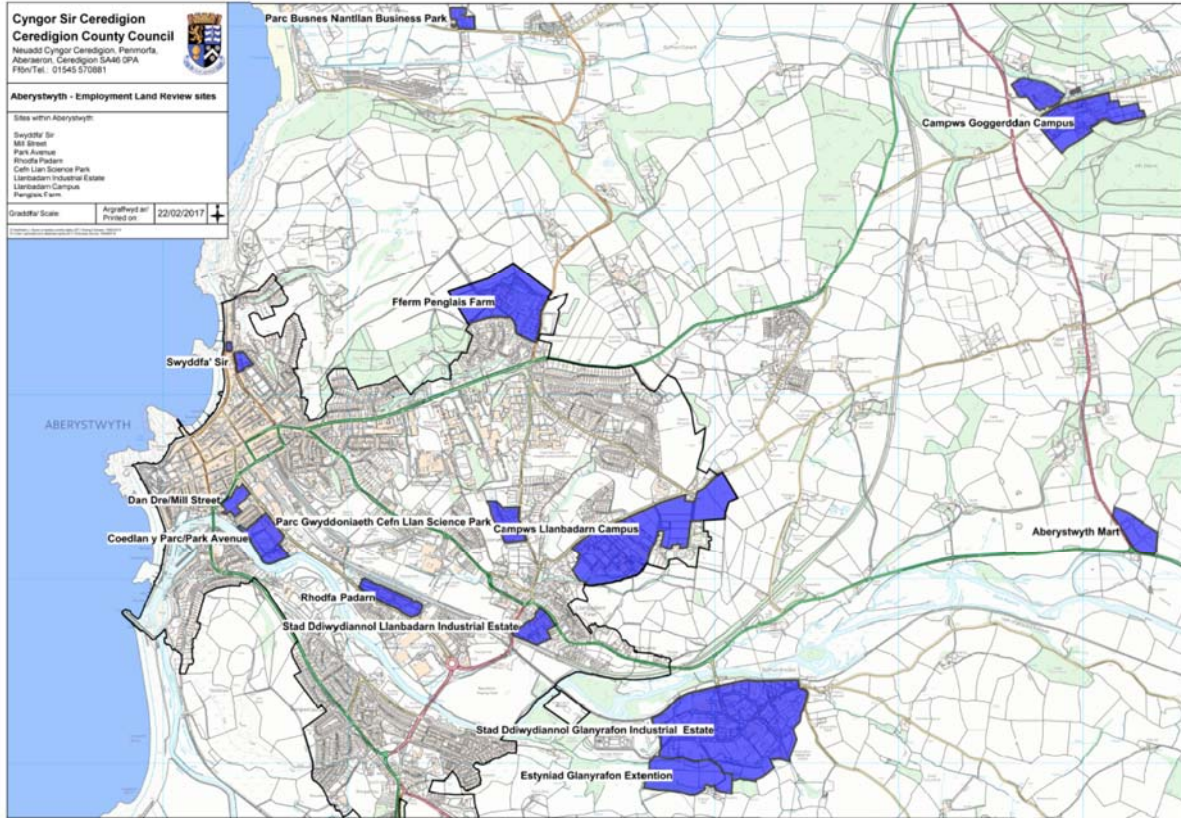 Cyngor Sir Ceredigion
Ceredigion County Council
Neuadd Cyngor Ceredigion, Penmorfa,
Aberaeron, Ceredigion SA46 0PA
Ffôn/Tel.: 01545 570881
Aberystwyth - Employment Land Review sites
Sites within Aberystwyth:
Swyddfa' Sir
Mill Street
Park Avenue
Rhodfa Padarn
Cefn Llan Science Park
Llanbadarn Industrial Estate
Llanbadarn Campus
Penglais Farm
Graddfa/ Scale:
Argraffwyd ar/
Printed on
22/02/2017
Parc Busnes Nantllan Business Park
Campws Goggerddan Campus
Fferm Penglais Farm
Swyddfa' Sir
ABERYSTWYTH
Dan Dre/Mill Street
Parc Gwyddoniaeth Cefn Llan Science Park
Campws Llanbadarn Campus
Coedlan y Parc/Park Avenue
Aberystwyth Mart
Rhodfa Padarn
Stad Ddiwydiannol Llanbadarn Industrial Estate
Stad Ddiwydiannol Glanyrafon Industrial Estate
Estyniad Glanyrafon Extention